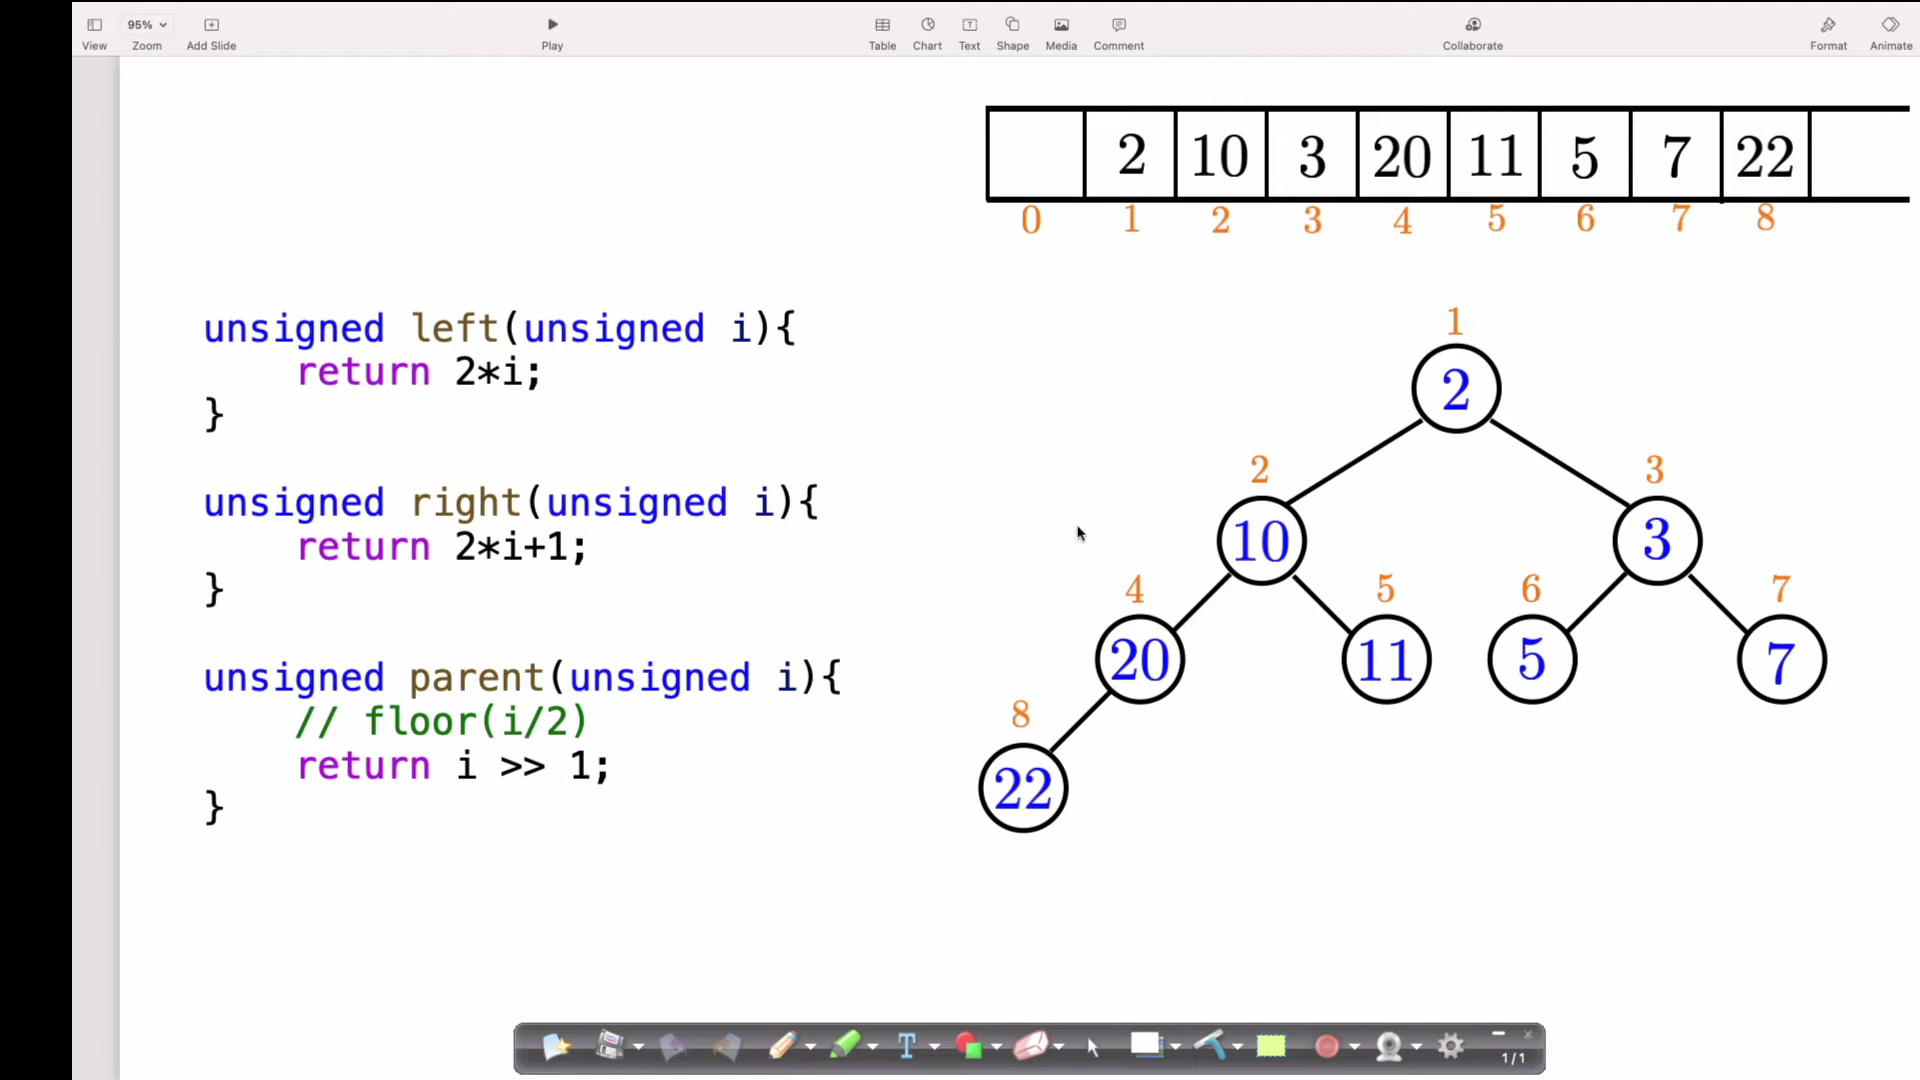 95%
View Zoom Add Slide Play Table Chart Text Shape Media Comment Collaborate Format Animate
2 10 3 20 11 5 7 22
0 1 2 3 4 5 6 7 8
unsigned left(unsigned i){
return 2*i;
}
unsigned right(unsigned i){
return 2*i+1;
}
unsigned parent(unsigned i){
// floor(i/2)
return i >> 1;
}
1
2
2 3
10 3
4 5 6 7
20 11 5 7
8
22
T
1/1